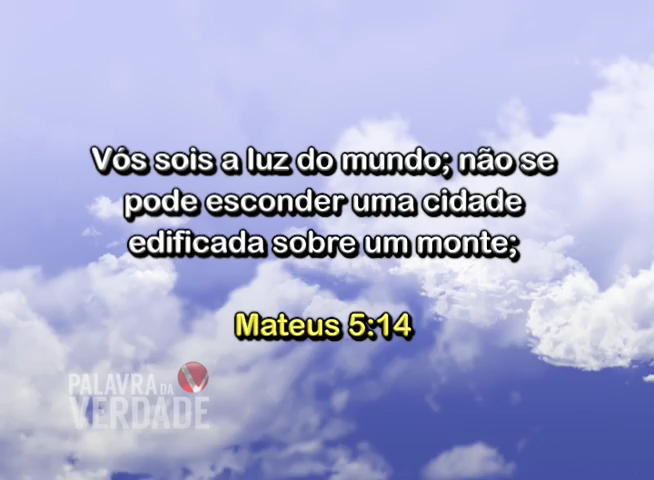 Vós sois a luz do mundo; não se
pode esconder uma cidade
edificada sobre um monte;
Mateus 5:14
PALAVRA DA
VERDADE